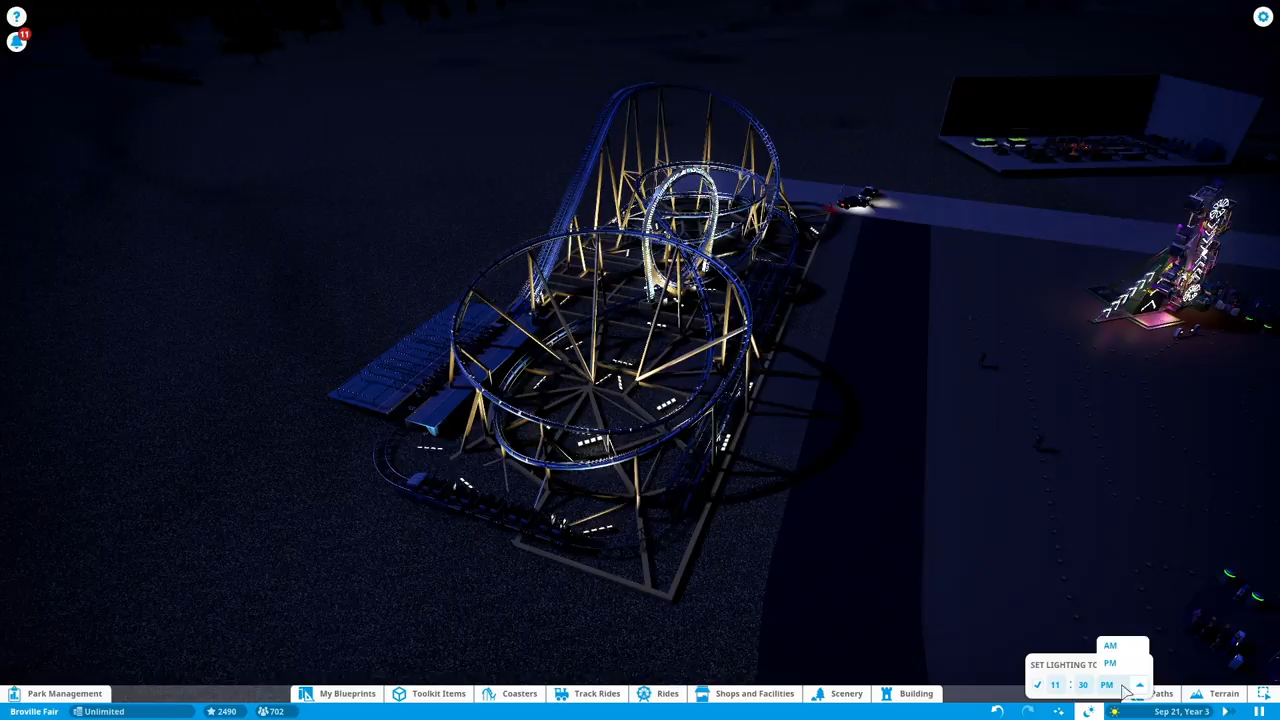 ?
11
AM
SET LIGHTING TO
PM
11 : 30 PM
Park Management
My Blueprints
Toolkit Items
Coasters
Track Rides
Rides
Shops and Facilities
Scenery
Building
Paths
Terrain
Broville Fair
Unlimited
2490
702
Sep 21, Year 3